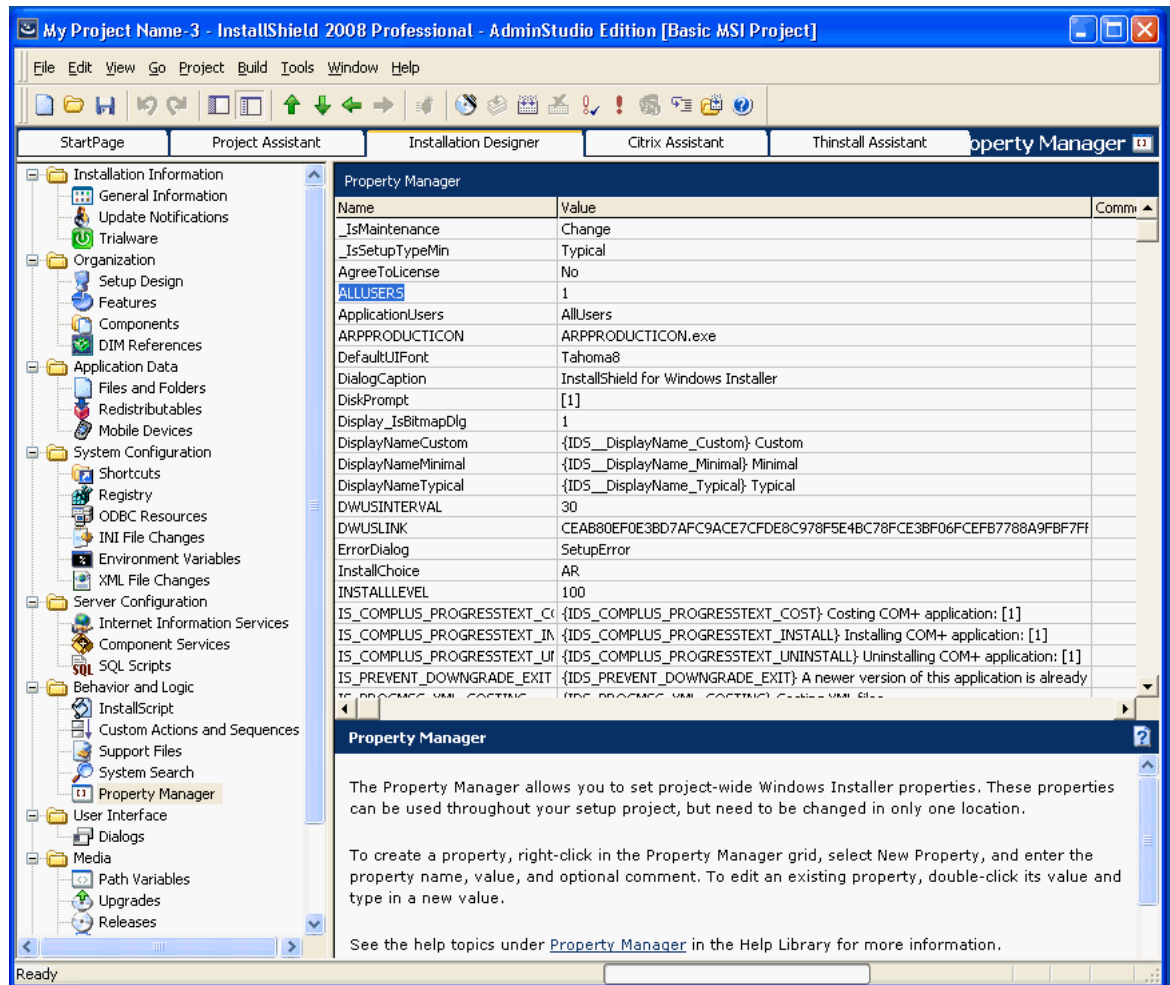 My Project Name-3 - InstallShield 2008 Professional - AdminStudio Edition [Basic MSI Project]
File Edit View Go Project Build Tools Window Help
StartPage Project Assistant Installation Designer Citrix Assistant Thinstall Assistant operty Manager
Installation Information
General Information
Update Notifications
Trialware
Organization
Setup Design
Features
Components
DIM References
Application Data
Files and Folders
Redistributables
Mobile Devices
System Configuration
Shortcuts
Registry
ODBC Resources
INI File Changes
Environment Variables
XML File Changes
Server Configuration
Internet Information Services
Component Services
SQL Scripts
Behavior and Logic
InstallScript
Custom Actions and Sequences
Support Files
System Search
Property Manager
User Interface
Dialogs
Media
Path Variables
Upgrades
Releases
Property Manager
Name Value Comme
_IsMaintenance Change
_IsSetupTypeMin Typical
AgreeToLicense No
ALLUSERS 1
ApplicationUsers AllUsers
ARPPRODUCTICON ARPPRODUCTICON.exe
DefaultUIFont Tahoma8
DialogCaption InstallShield for Windows Installer
DiskPrompt [1]
Display_IsBitmapDlg 1
DisplayNameCustom {IDS__DisplayName_Custom} Custom
DisplayNameMinimal {IDS__DisplayName_Minimal} Minimal
DisplayNameTypical {IDS__DisplayName_Typical} Typical
DWUSINTERVAL 30
DWUSLINK CEAB80EF0E3BD7AFC9ACE7CFDE8C978F5E4BC78FCE3BF06FCEFB7788A9FBF7FF
ErrorDialog SetupError
InstallChoice AR
INSTALLLEVEL 100
IS_COMPLUS_PROGRESSTEXT_CO {IDS_COMPLUS_PROGRESSTEXT_COST} Costing COM+ application: [1]
IS_COMPLUS_PROGRESSTEXT_IN {IDS_COMPLUS_PROGRESSTEXT_INSTALL} Installing COM+ application: [1]
IS_COMPLUS_PROGRESSTEXT_UN {IDS_COMPLUS_PROGRESSTEXT_UNINSTALL} Uninstalling COM+ application: [1]
IS_PREVENT_DOWNGRADE_EXIT {IDS_PREVENT_DOWNGRADE_EXIT} A newer version of this application is already
IS_PROGMSG_XML_COSTING {IDS_PROGMSG_XML_COSTING} Costing XML files
Property Manager
The Property Manager allows you to set project-wide Windows Installer properties. These properties
can be used throughout your setup project, but need to be changed in only one location.
To create a property, right-click in the Property Manager grid, select New Property, and enter the
property name, value, and optional comment. To edit an existing property, double-click its value and
type in a new value.
See the help topics under Property Manager in the Help Library for more information.
Ready